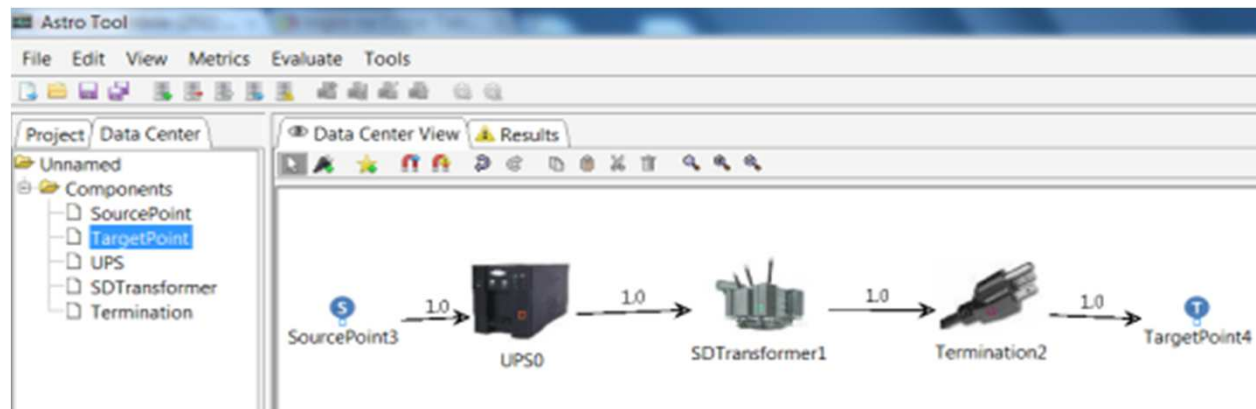 Astro Tool
File Edit View Metrics Evaluate Tools
Project Data Center
Data Center View Results
Unnamed
Components
SourcePoint
TargetPoint
UPS
SDTransformer
Termination
S 1.0 1.0 1.0 1.0 T
SourcePoint3 UPS0 SDTransformer1 Termination2 TargetPoint4